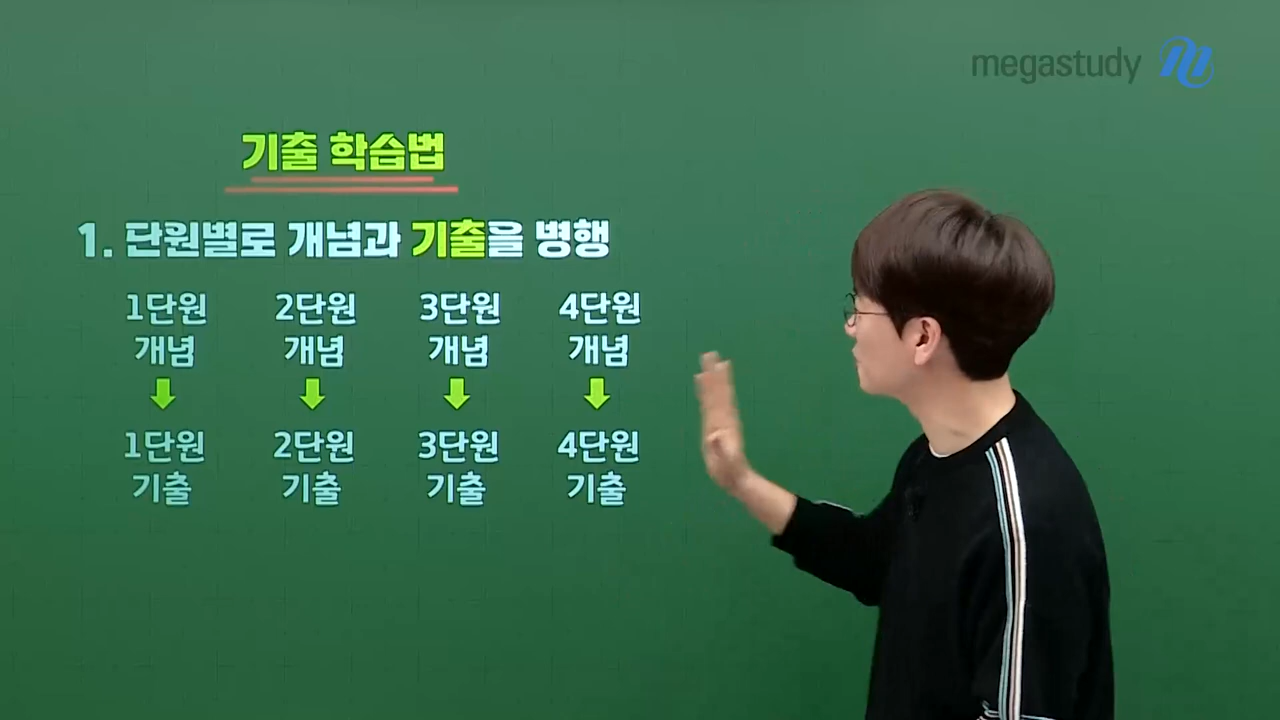 megastudy
기출 학습법
1. 단원별로 개념과 기출을 병행
1단원 2단원 3단원 4단원
개념 개념 개념 개념
1단원 2단원 3단원 4단원
기출 기출 기출 기출